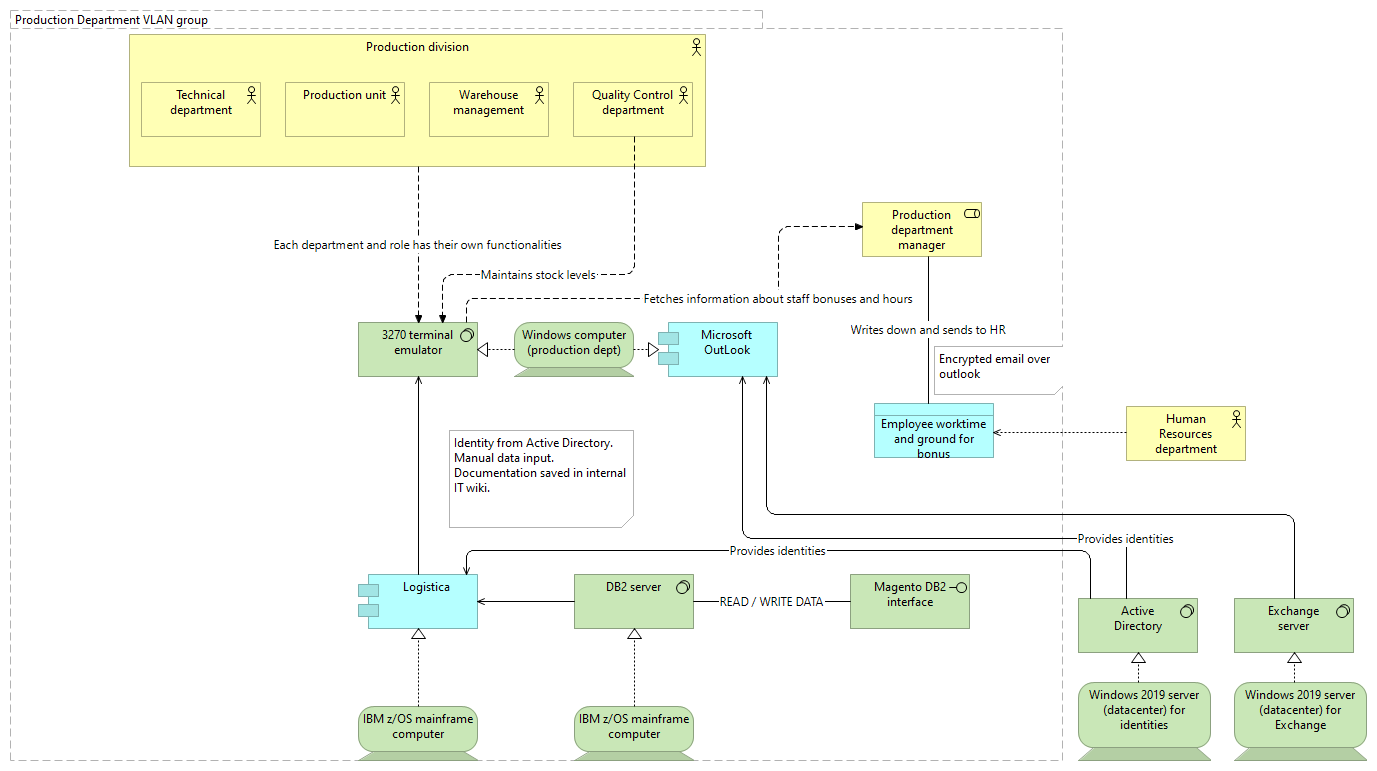 Production Department VLAN group
Production division
Technical
department
Production unit
Warehouse
management
Quality Control
department
Production
department
manager
Each department and role has their own functionalities
Maintains stock levels
Fetches information about staff bonuses and hours
3270 terminal
emulator
Windows computer
(production dept)
Microsoft
OutLook
Writes down and sends to HR
Encrypted email over
outlook
Employee worktime
and ground for
bonus
Human
Resources
department
Identity from Active Directory.
Manual data input.
Documentation saved in internal
IT wiki.
Provides identities
Provides identities
Logistica
DB2 server
READ / WRITE DATA
Magento DB2
interface
Active
Directory
Exchange
server
IBM z/OS mainframe
computer
IBM z/OS mainframe
computer
Windows 2019 server
(datacenter) for
identities
Windows 2019 server
(datacenter) for
Exchange